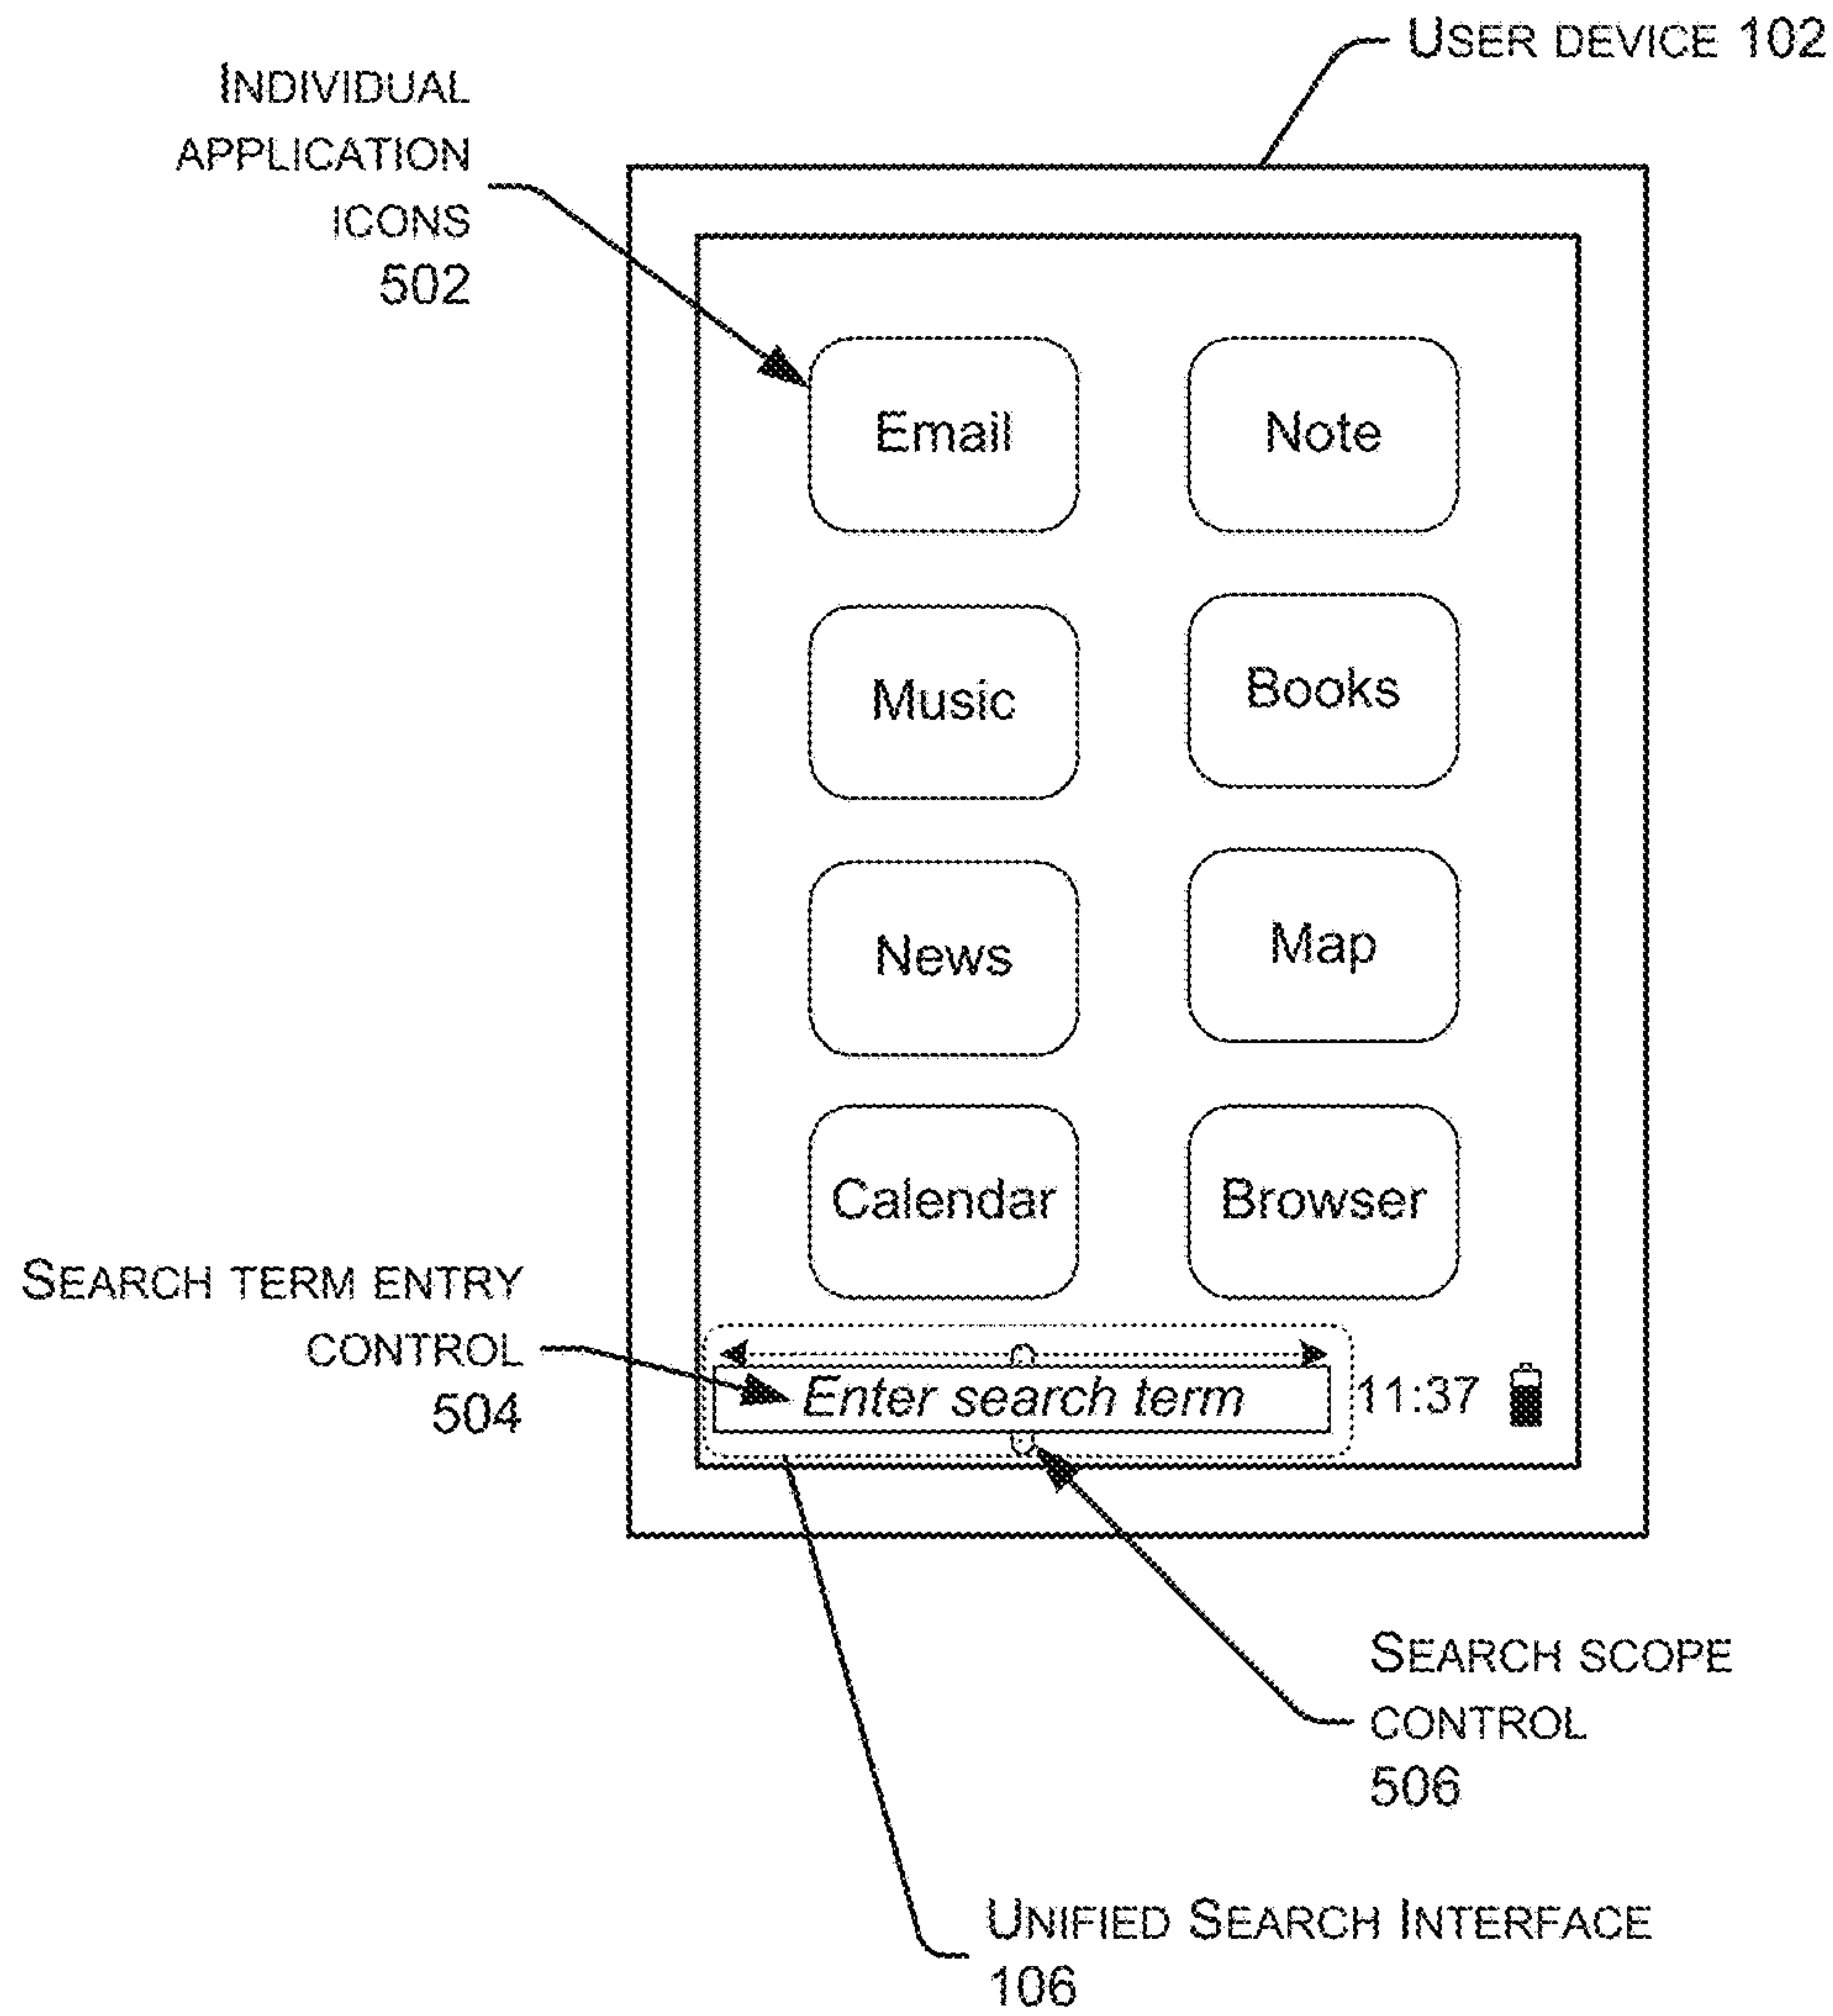 USER DEVICE 102
INDIVIDUAL
APPLICATION
ICONS
502
Email
Note
Music
Books
News
Map
Calendar
Browser
SEARCH TERM ENTRY
CONTROL
504
Enter search term
11:37
SEARCH SCOPE
CONTROL
506
UNIFIED SEARCH INTERFACE
106